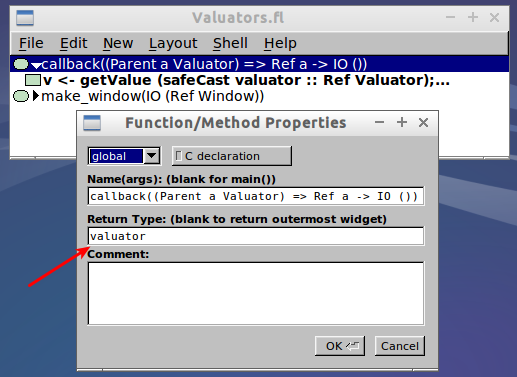 Valuators.fl
File Edit New Layout Shell Help
callback((Parent a Valuator) => Ref a -> IO ())
v <- getValue (safeCast valuator :: Ref Valuator);...
make_window(IO (Ref Window))
Function/Method Properties
global
C declaration
Name(args): (blank for main())
callback((Parent a Valuator) => Ref a -> IO ())
Return Type: (blank to return outermost widget)
valuator
Comment:
OK
Cancel